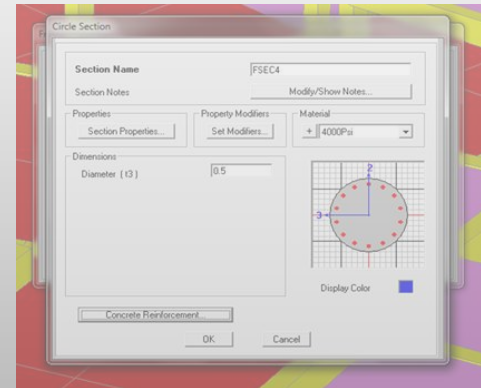 Circle Section
Section Name FSEC4
Section Notes Modify/Show Notes...
Properties Property Modifiers Material
Section Properties... Set Modifiers... + 4000Psi
Dimensions
Diameter ( t3 ) 0.5
2
3
Display Color
Concrete Reinforcement...
OK Cancel